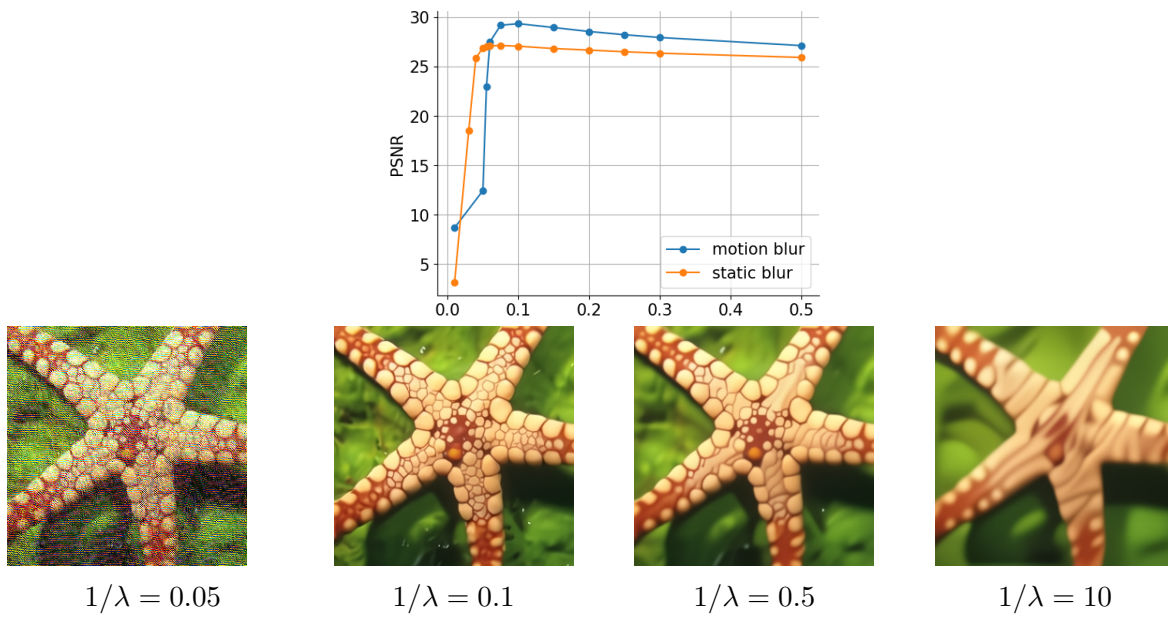 30
25
20
15
10
5
PSNR
motion blur
static blur
0.0 0.1 0.2 0.3 0.4 0.5
1/λ = 0.05 1/λ = 0.1 1/λ = 0.5 1/λ = 10